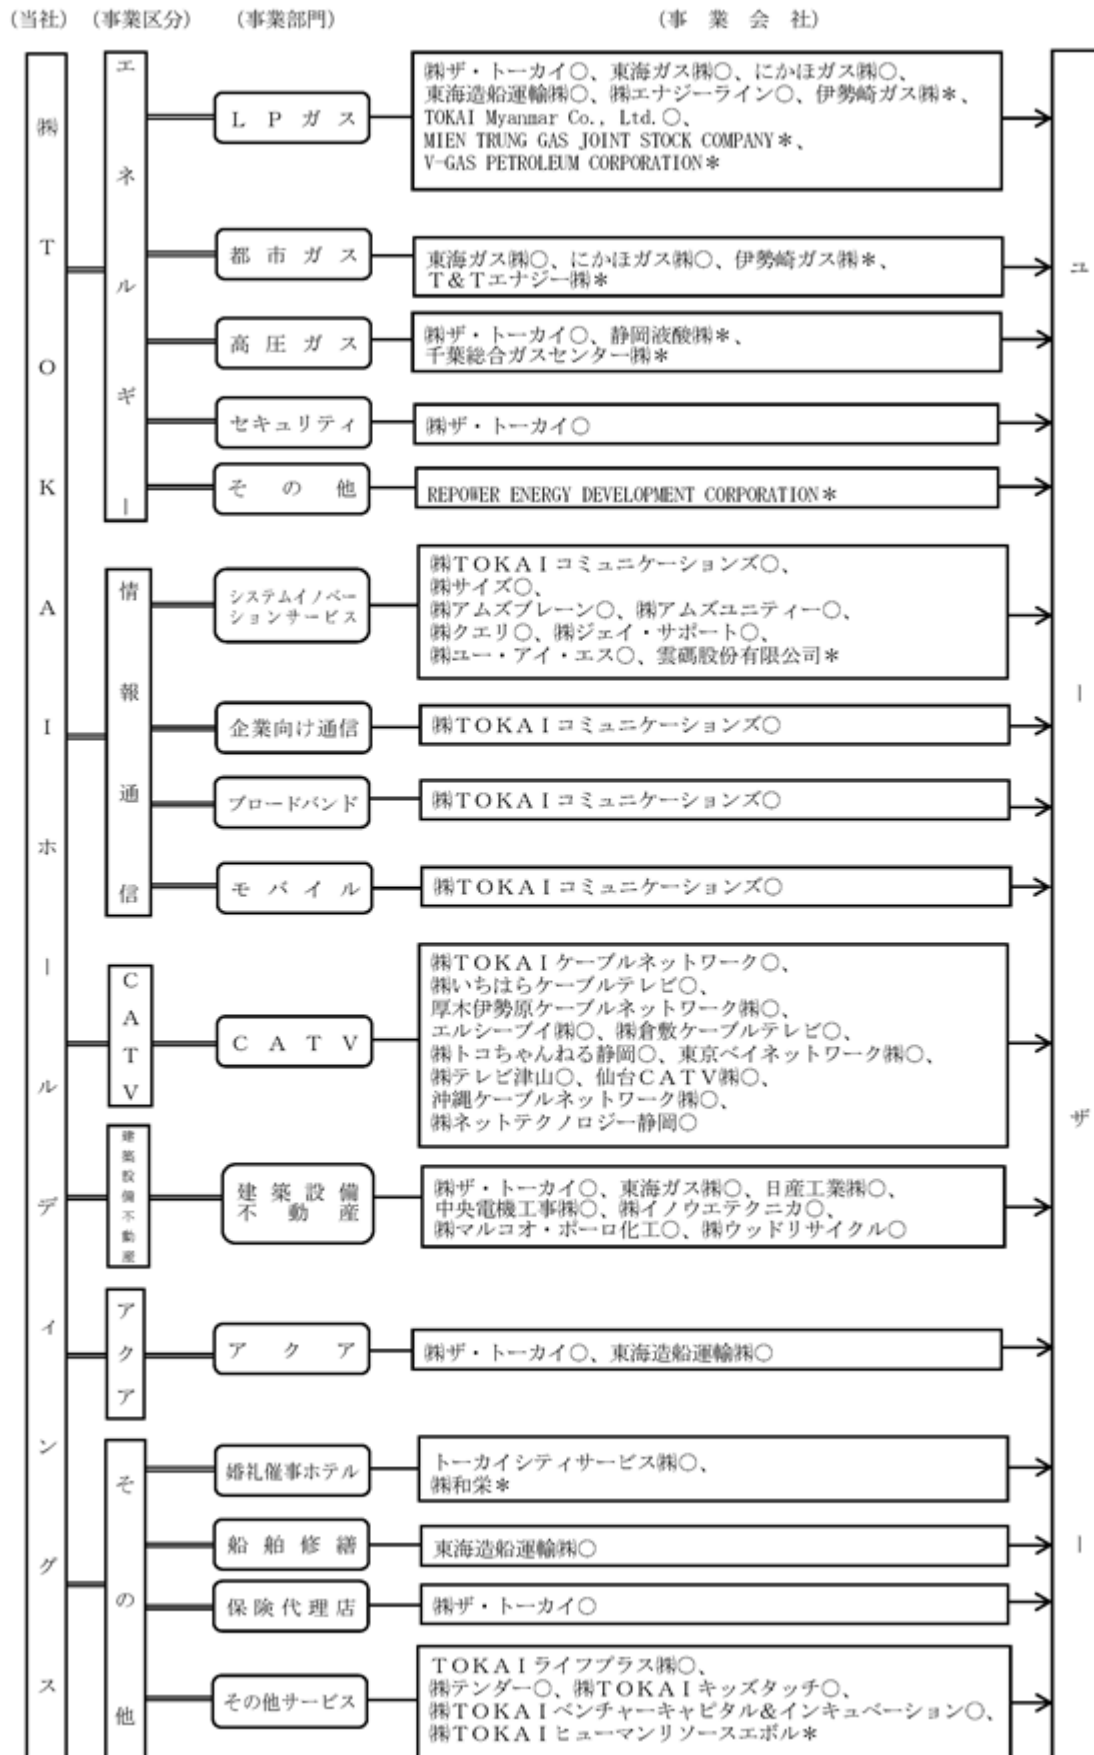 (当社) (事業区分) (事業部門) (事業会社)
㈱TOKAIホールディングス
エネルギー
LPガス
㈱ザ・トーカイ○、東海ガス㈱○、にかほガス㈱○、
東海造船運輸㈱○、㈱エナジーライン○、伊勢崎ガス㈱＊、
TOKAI Myanmar Co., Ltd.○、
MIEN TRUNG GAS JOINT STOCK COMPANY＊、
V-GAS PETROLEUM CORPORATION＊
都市ガス
東海ガス㈱○、にかほガス㈱○、伊勢崎ガス㈱＊、
T＆Tエナジー㈱＊
高圧ガス
㈱ザ・トーカイ○、静岡液酸㈱＊、
千葉総合ガスセンター㈱＊
セキュリティ
㈱ザ・トーカイ○
その他
REPOWER ENERGY DEVELOPMENT CORPORATION＊
情報通信
システムイノベー
ションサービス
㈱TOKAIコミュニケーションズ○、
㈱サイズ○、
㈱アムズブレーン○、㈱アムズユニティー○、
㈱クエリ○、㈱ジェイ・サポート○、
㈱ユー・アイ・エス○、雲碼股份有限公司＊
企業向け通信
㈱TOKAIコミュニケーションズ○
ブロードバンド
㈱TOKAIコミュニケーションズ○
モバイル
㈱TOKAIコミュニケーションズ○
CATV
CATV
㈱TOKAIケーブルネットワーク○、
㈱いちはらケーブルテレビ○、
厚木伊勢原ケーブルネットワーク㈱○、
エルシーブイ㈱○、㈱倉敷ケーブルテレビ○、
㈱トコちゃんねる静岡○、東京ベイネットワーク㈱○、
㈱テレビ津山○、仙台CATV㈱○、
沖縄ケーブルネットワーク㈱○、
㈱ネットテクノロジー静岡○
建築設備不動産
建築設備
不動産
㈱ザ・トーカイ○、東海ガス㈱○、日産工業㈱○、
中央電機工事㈱○、㈱イノウエテクニカ○、
㈱マルコオ・ポーロ化工○、㈱ウッドリサイクル○
アクア
アクア
㈱ザ・トーカイ○、東海造船運輸㈱○
その他
婚礼催事ホテル
トーカイシティサービス㈱○、
㈱和栄＊
船舶修繕
東海造船運輸㈱○
保険代理店
㈱ザ・トーカイ○
その他サービス
TOKAIライフプラス㈱○、
㈱テンダー○、㈱TOKAIキッズタッチ○、
㈱TOKAIベンチャーキャピタル&インキュベーション○、
㈱TOKAIヒューマンリソースエボル＊
ユーザー